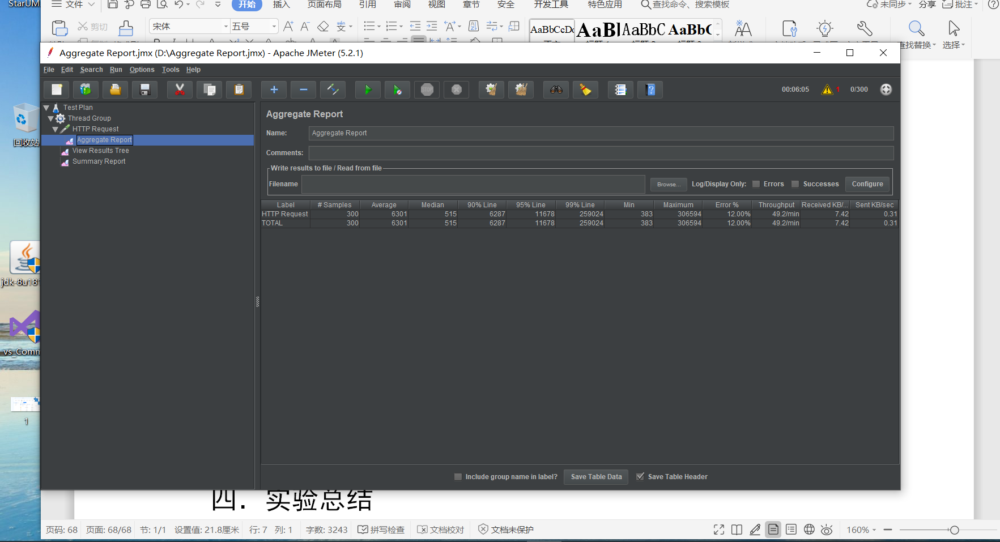 StarUM
文件
开始
插入
页面布局
引用
审阅
视图
章节
安全
开发工具
特色应用
查找命令、搜索模板
未同步
分享
批注
剪切
宋体
五号
AaBbCcDc
AaBl
AaBbC
AaBbC
查找替换
选择
回收站
jdk-8u18
vs_Comm
1
Aggregate Report.jmx (D:\Aggregate Report.jmx) - Apache JMeter (5.2.1)
File Edit Search Run Options Tools Help
STOP
00:06:05 1 0/300
Test Plan
Thread Group
HTTP Request
Aggregate Report
View Results Tree
Summary Report
Aggregate Report
Name: Aggregate Report
Comments:
Write results to file / Read from file
Filename Browse... Log/Display Only: Errors Successes Configure
Label # Samples Average Median 90% Line 95% Line 99% Line Min Maximum Error % Throughput Received KB/... Sent KB/sec
HTTP Request 300 6301 515 6287 11678 259024 383 306594 12.00% 49.2/min 7.42 0.31
TOTAL 300 6301 515 6287 11678 259024 383 306594 12.00% 49.2/min 7.42 0.31
Include group name in label? Save Table Data Save Table Header
四．实验总结
页码: 68 页面: 68/68 节: 1/1 设置值: 21.8厘米 行: 7 列: 1 字数: 3243 拼写检查 文档校对 文档未保护 160%